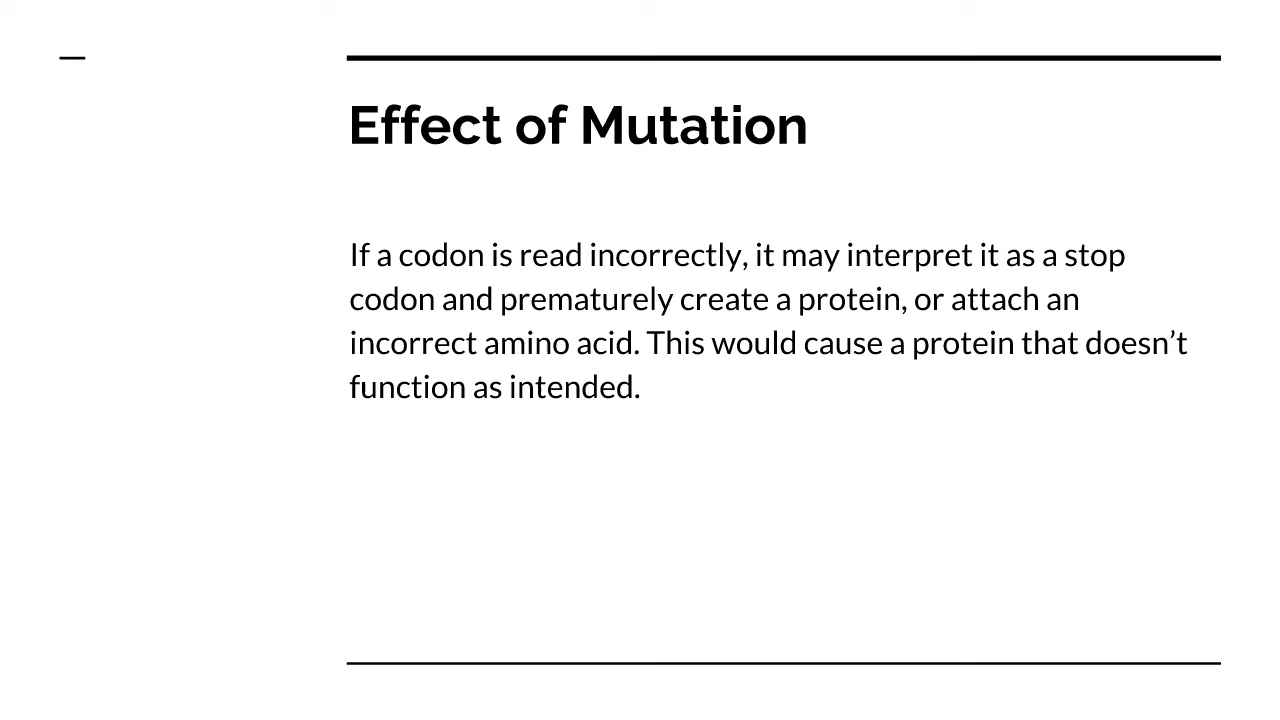 Effect of Mutation
If a codon is read incorrectly, it may interpret it as a stop
codon and prematurely create a protein, or attach an
incorrect amino acid. This would cause a protein that doesn’t
function as intended.